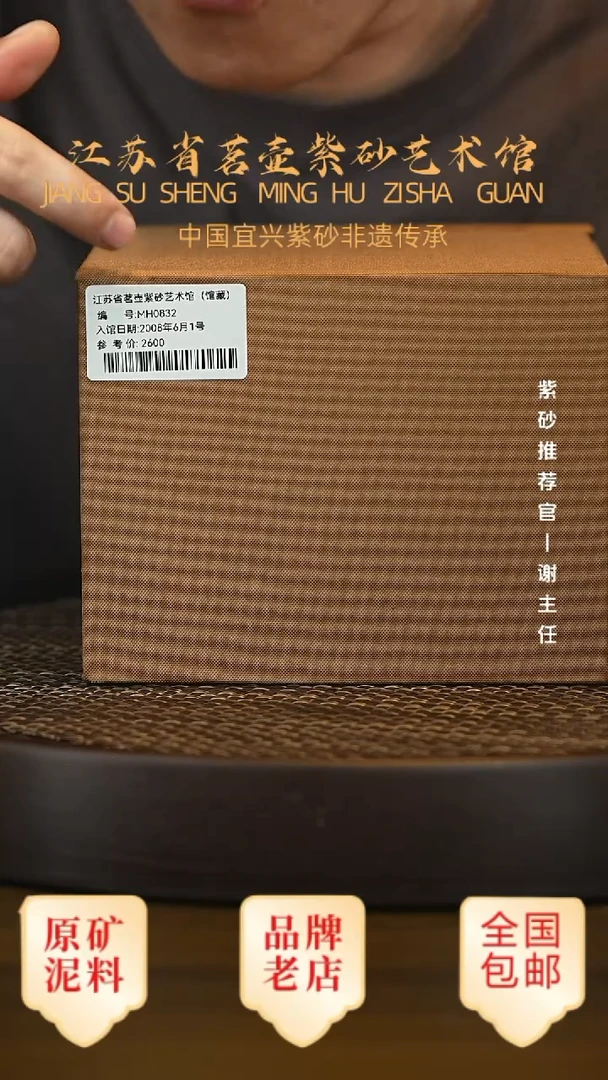 江苏省茗壶紫砂艺术馆
JIANG SU SHENG MING HU ZISHA GUAN
中国宜兴紫砂非遗传承
江苏省茗壶紫砂艺术馆（馆藏）
编 号:MH0832
入馆日期:2008年6月1号
参 考 价: 2600
紫砂推荐官|谢主任
原矿
泥料
品牌
老店
全国
包邮